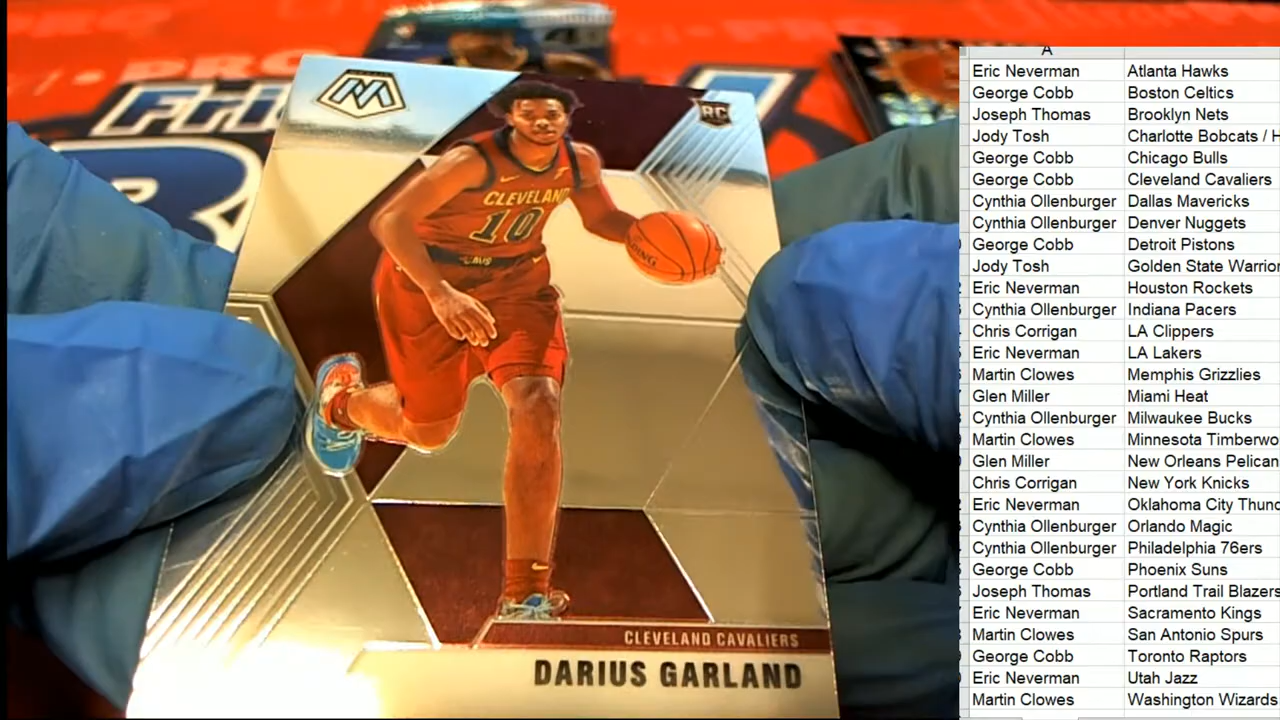 PRO
PRO
Fri
RC
CLEVELAND
10
CAVS
CLEVELAND CAVALIERS
DARIUS GARLAND
A
Eric Neverman Atlanta Hawks
George Cobb Boston Celtics
Joseph Thomas Brooklyn Nets
Jody Tosh Charlotte Bobcats / H
George Cobb Chicago Bulls
George Cobb Cleveland Cavaliers
Cynthia Ollenburger Dallas Mavericks
Cynthia Ollenburger Denver Nuggets
George Cobb Detroit Pistons
Jody Tosh Golden State Warrior
Eric Neverman Houston Rockets
Cynthia Ollenburger Indiana Pacers
Chris Corrigan LA Clippers
Eric Neverman LA Lakers
Martin Clowes Memphis Grizzlies
Glen Miller Miami Heat
Cynthia Ollenburger Milwaukee Bucks
Martin Clowes Minnesota Timberwo
Glen Miller New Orleans Pelican
Chris Corrigan New York Knicks
Eric Neverman Oklahoma City Thund
Cynthia Ollenburger Orlando Magic
Cynthia Ollenburger Philadelphia 76ers
George Cobb Phoenix Suns
Joseph Thomas Portland Trail Blazers
Eric Neverman Sacramento Kings
Martin Clowes San Antonio Spurs
George Cobb Toronto Raptors
Eric Neverman Utah Jazz
Martin Clowes Washington Wizards